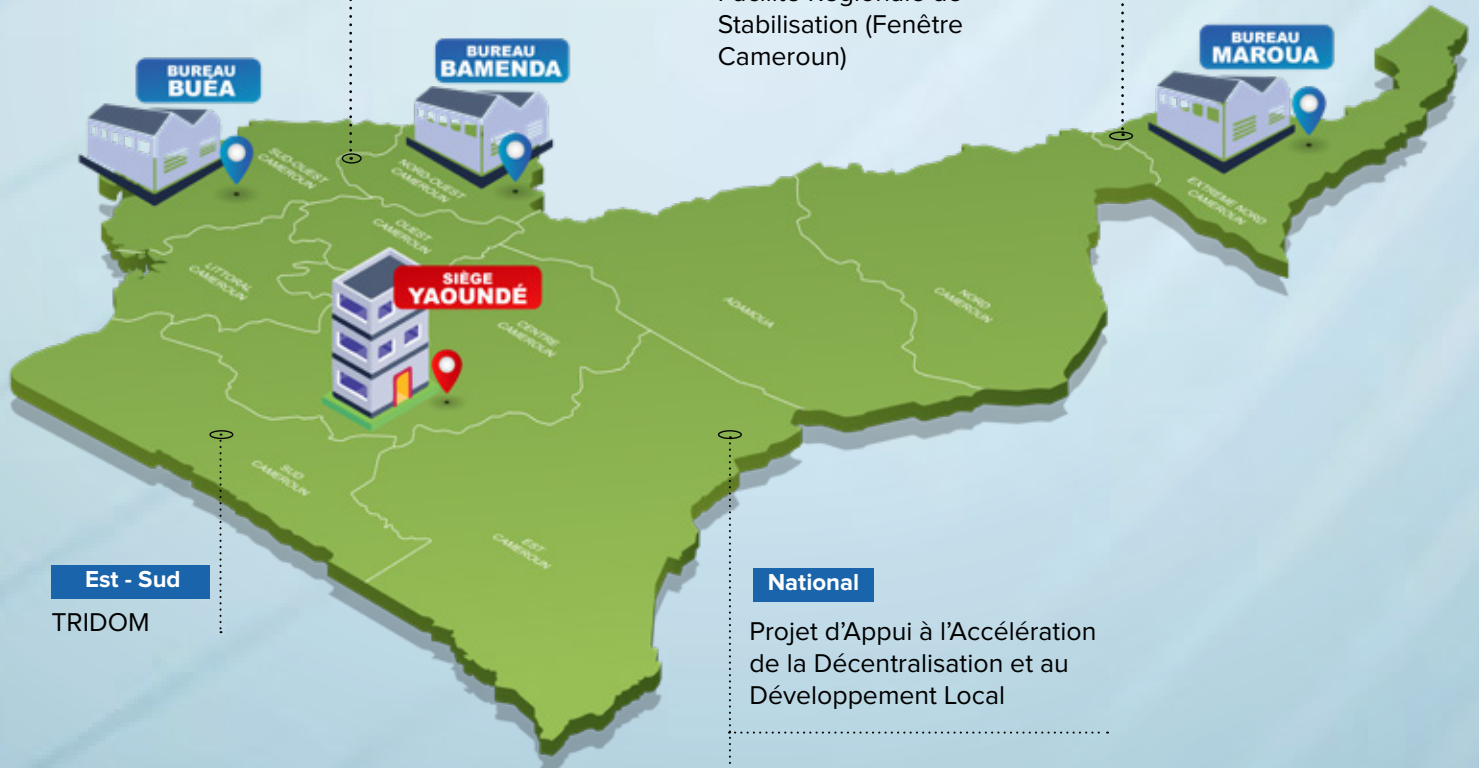 Stabilisation (Fenêtre
Cameroun)
BUREAU
BUÉA
BUREAU
BAMENDA
BUREAU
MAROUA
SUD-OUEST
CAMEROUN
NORD-OUEST
CAMEROUN
EXTREME NORD
CAMEROUN
OUEST
CAMEROUN
LITTORAL
CAMEROUN
SIÈGE
YAOUNDÉ
CENTRE
CAMEROUN
ADAMOUA
NORD
CAMEROUN
SUD
CAMEROUN
EST
CAMEROUN
Est - Sud
TRIDOM
National
Projet d’Appui à l’Accélération
de la Décentralisation et au
Développement Local